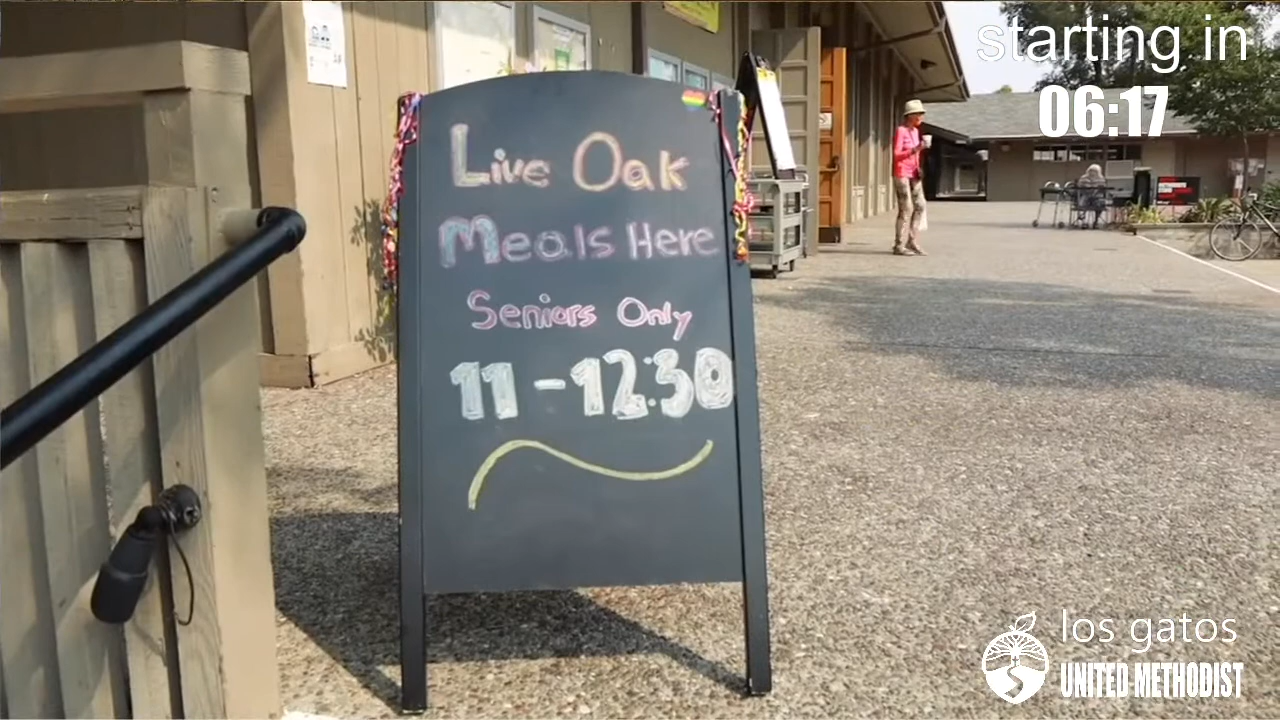 starting in
06:17
Live Oak
Meals Here
Seniors Only
11-12:30
los gatos
UNITED METHODIST